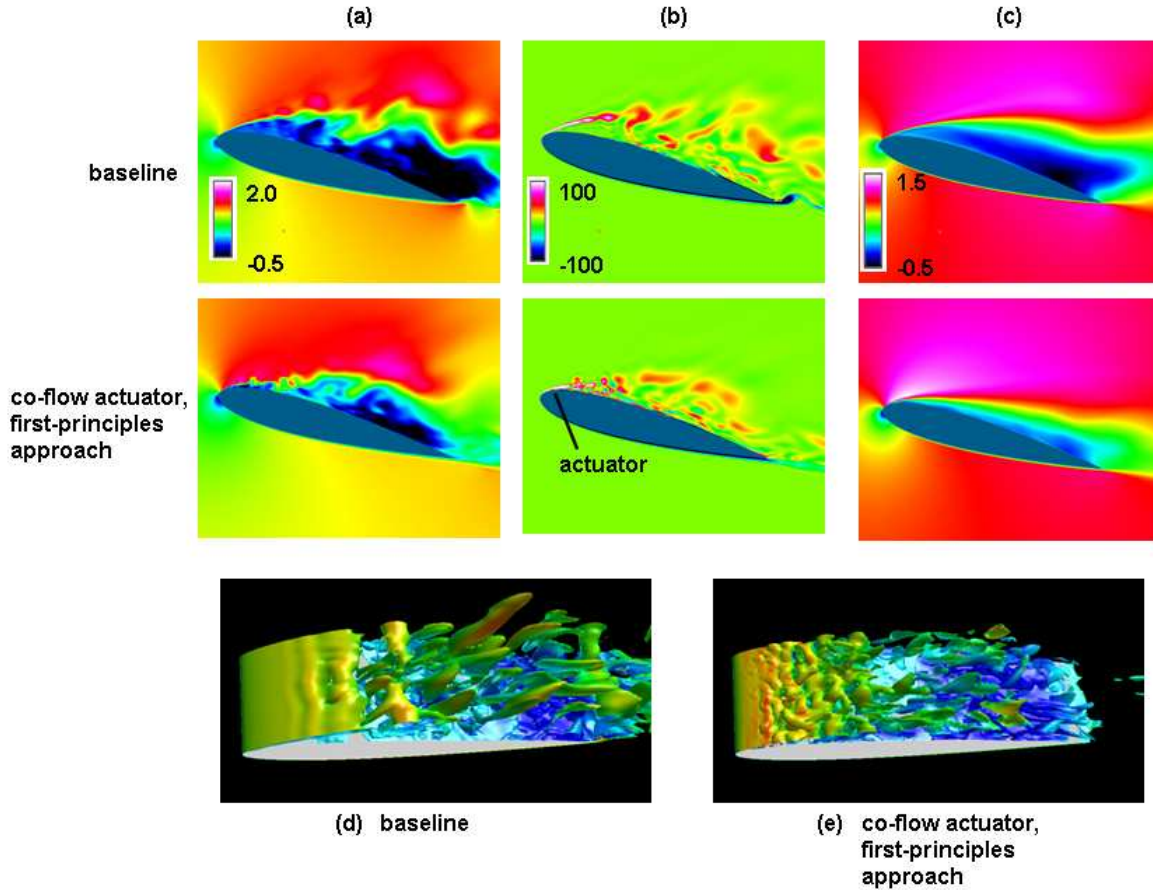 (a)
(b)
(c)
baseline
2.0
-0.5
100
-100
1.5
-0.5
co-flow actuator,
first-principles
approach
actuator
(d) baseline
(e) co-flow actuator,
first-principles
approach